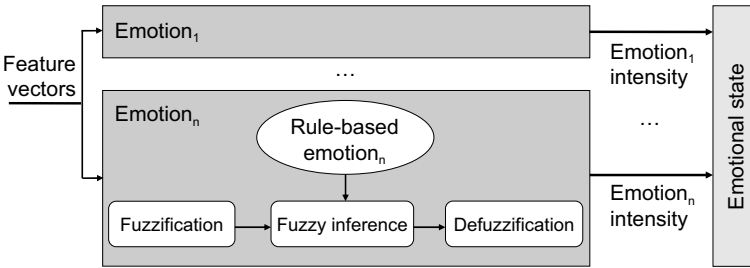 Emotion₁
Feature
vectors
Emotion₁
intensity
...
Emotionₙ
Rule-based
emotionₙ
Fuzzification
Fuzzy inference
Defuzzification
...
Emotionₙ
intensity
Emotional state